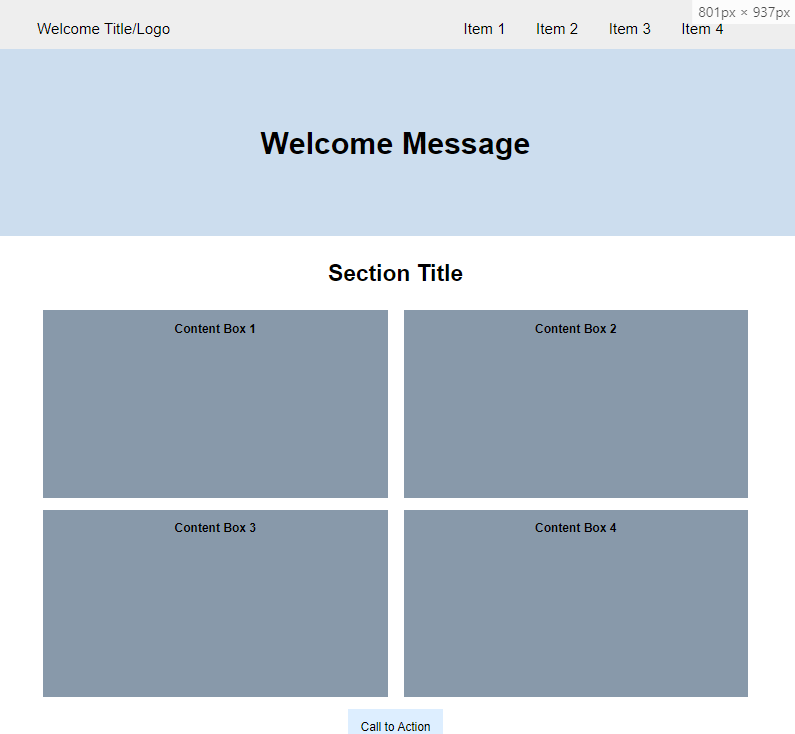 Welcome Title/Logo Item 1 Item 2 Item 3 Item 4
801px × 937px
Welcome Message
Section Title
Content Box 1 Content Box 2
Content Box 3 Content Box 4
Call to Action